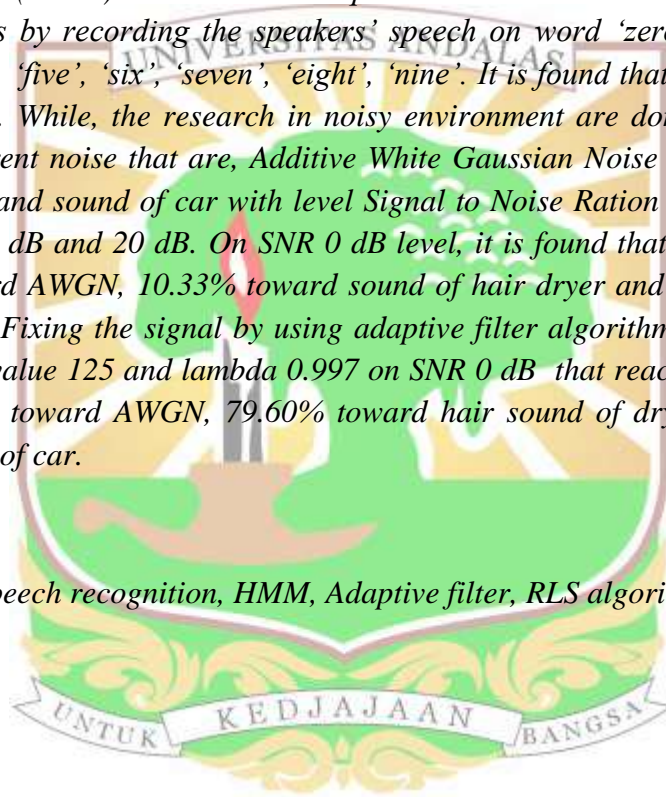 s by recording the speakers’ speech on word ‘zero
UNIVERSITAS ANDALAS
‘five’, ‘six’, ‘seven’, ‘eight’, ‘nine’. It is found that
. While, the research in noisy environment are do
ent noise that are, Additive White Gaussian Noise
and sound of car with level Signal to Noise Ration
dB and 20 dB. On SNR 0 dB level, it is found that
d AWGN, 10.33% toward sound of hair dryer and
Fixing the signal by using adaptive filter algorithm
value 125 and lambda 0.997 on SNR 0 dB that reac
toward AWGN, 79.60% toward hair sound of dry
of car.
peech recognition, HMM, Adaptive filter, RLS algori
UNTUK KEDJAJAAN BANGSA